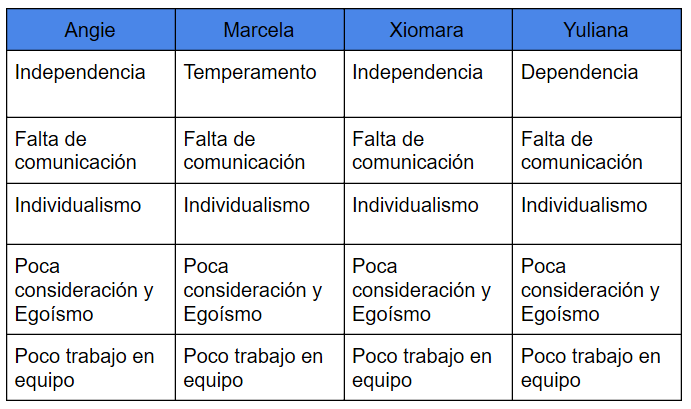 Angie Marcela Xiomara Yuliana
Independencia Temperamento Independencia Dependencia
Falta de Falta de Falta de Falta de
comunicación comunicación comunicación comunicación
Individualismo Individualismo Individualismo Individualismo
Poca Poca Poca Poca
consideración y consideración y consideración y consideración y
Egoísmo Egoísmo Egoísmo Egoísmo
Poco trabajo en Poco trabajo en Poco trabajo en Poco trabajo en
equipo equipo equipo equipo